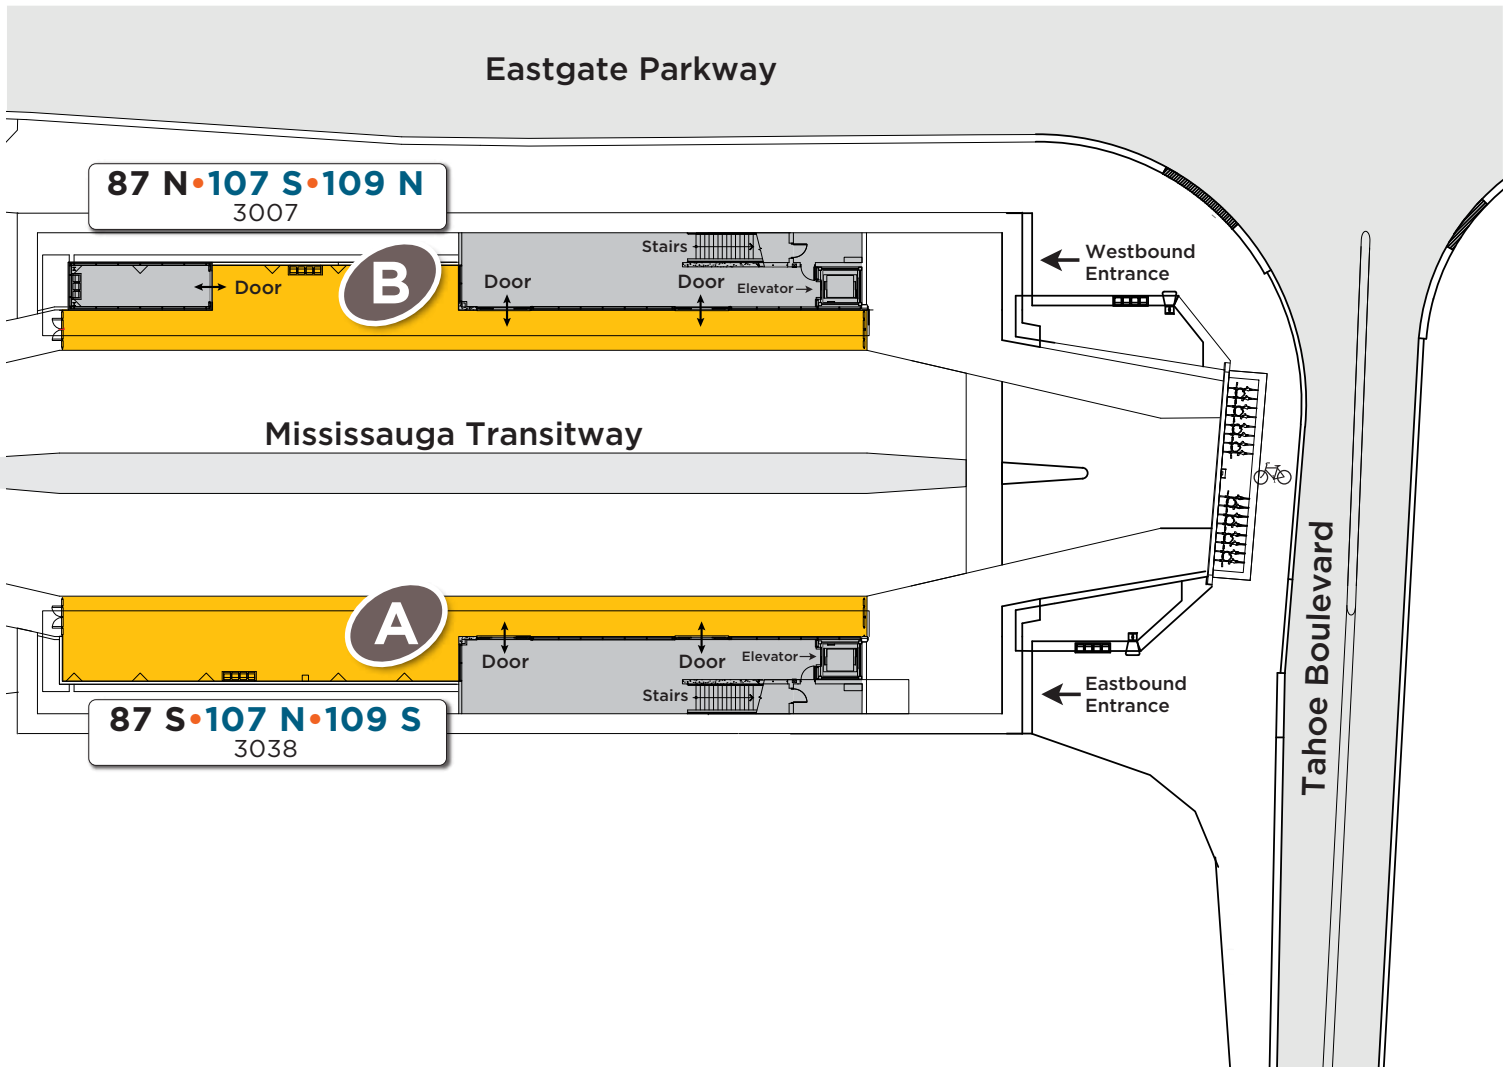 Eastgate Parkway
87 N•107 S•109 N
3007
B
Stairs
Door
Door
Door
Elevator
Westbound
Entrance
Mississauga Transitway
A
Door
Door
Elevator
Stairs
Eastbound
Entrance
87 S•107 N•109 S
3038
Tahoe Boulevard